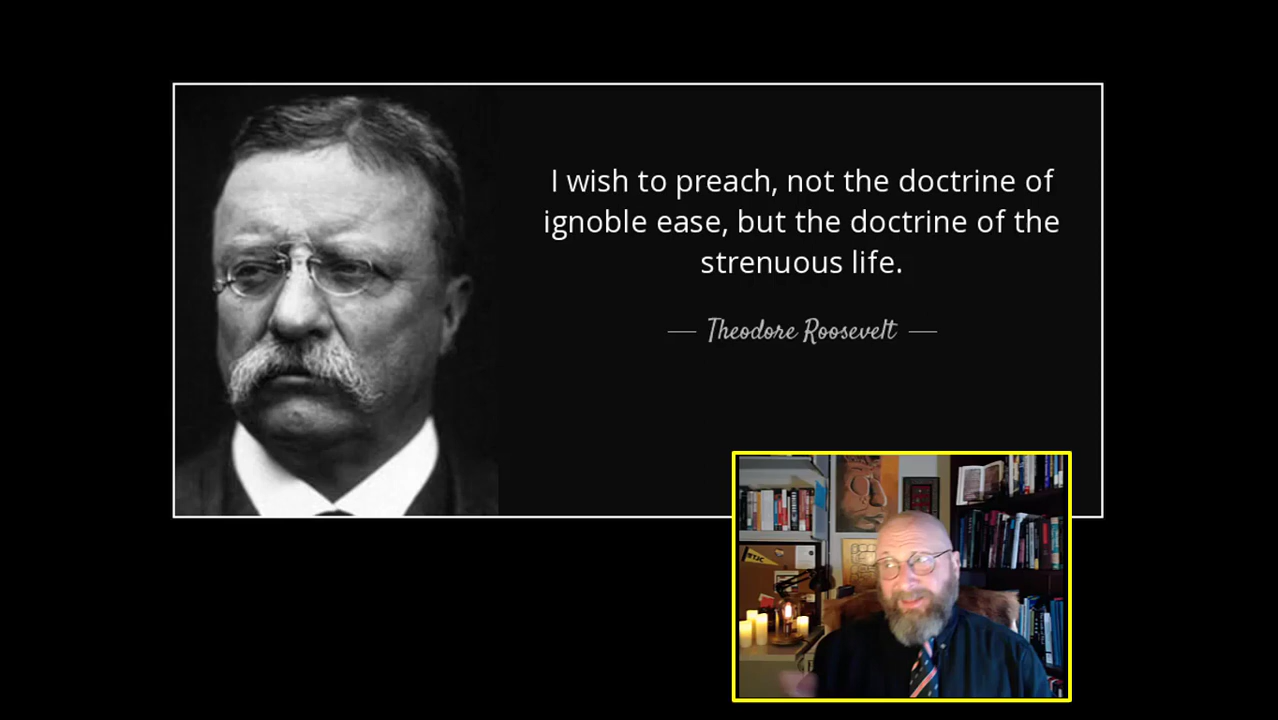 I wish to preach, not the doctrine of
ignoble ease, but the doctrine of the
strenuous life.
— Theodore Roosevelt —